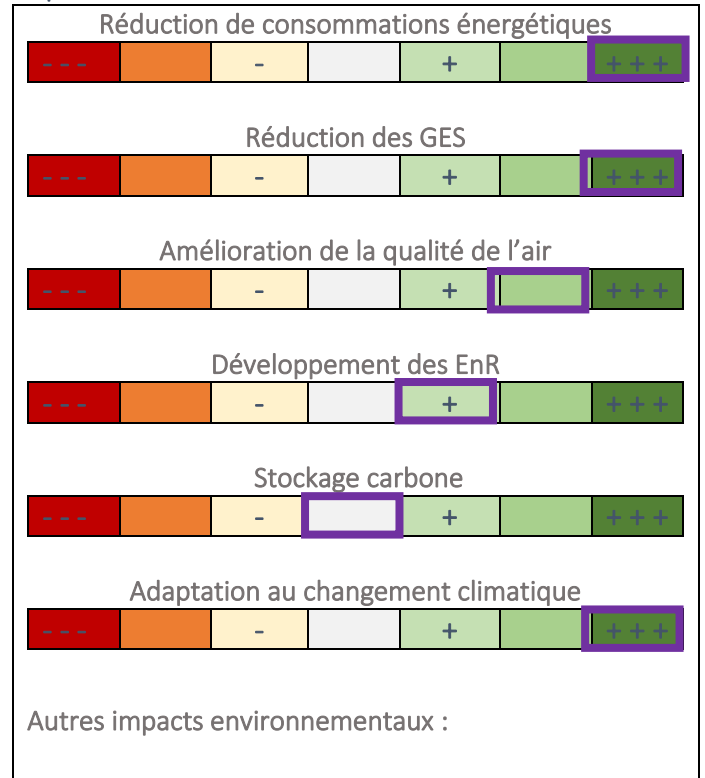 Réduction de consommations énergétiques
- - - - + + + +
Réduction des GES
- - - - + + + +
Amélioration de la qualité de l’air
- - - - + + + +
Développement des EnR
- - - - + + + +
Stockage carbone
- - - - + + + +
Adaptation au changement climatique
- - - - + + + +
Autres impacts environnementaux :